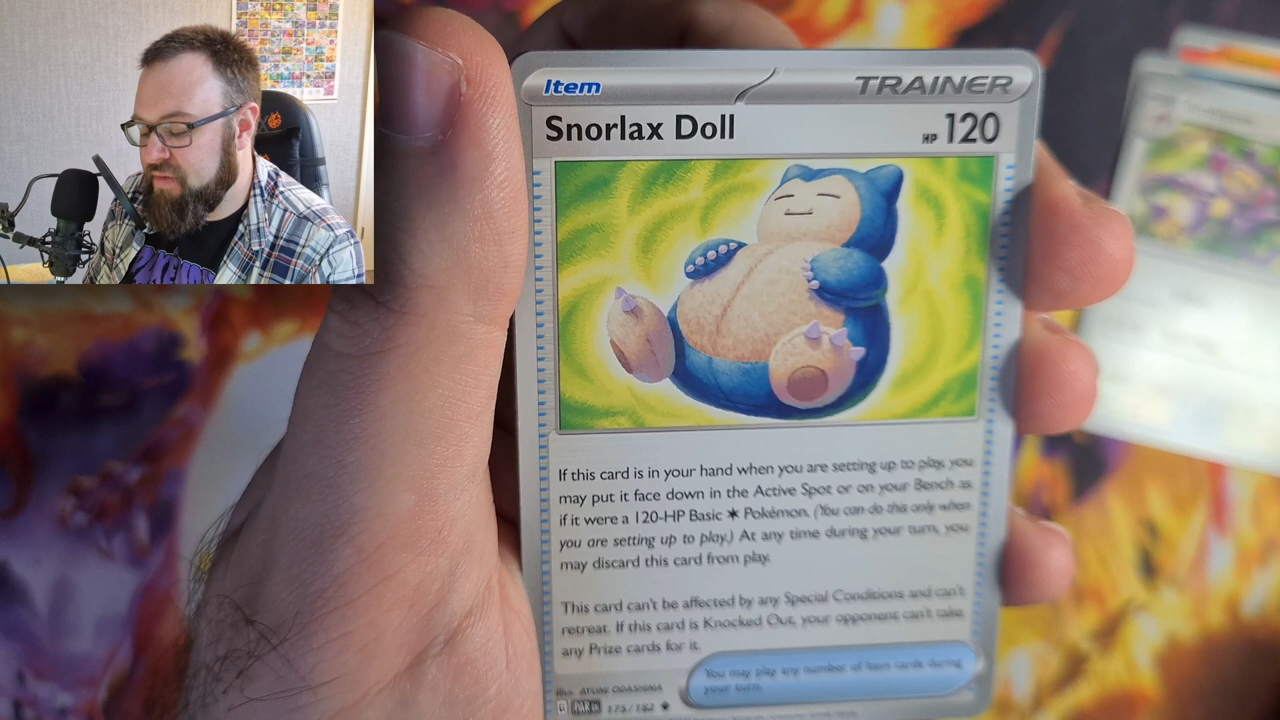 Item
TRAINER
Snorlax Doll
HP 120
If this card is in your hand when you are setting up to play, you
may put it face down in the Active Spot or on your Bench as
if it were a 120-HP Basic ✶ Pokémon. (You can do this only when
you are setting up to play.) At any time during your turn, you
may discard this card from play.
This card can't be affected by any Special Conditions and can't
retreat. If this card is Knocked Out, your opponent can't take
any Prize cards for it.
You may play any number of Item cards during
your turn.
Illus.
G PAR EN 175/182 ◆